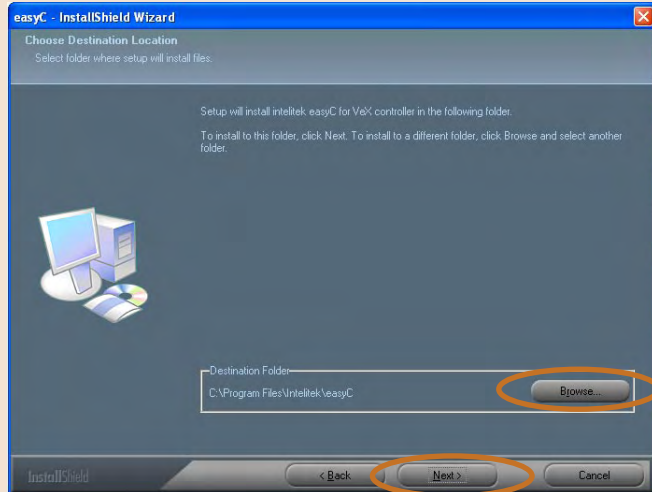 easyC - InstallShield Wizard
Choose Destination Location
Select folder where setup will install files.
Setup will install intelitek easyC for VeX controller in the following folder.
To install to this folder, click Next. To install to a different folder, click Browse and select another
folder.
Destination Folder
C:\Program Files\Intelitek\easyC
Browse...
InstallShield
< Back
Next >
Cancel